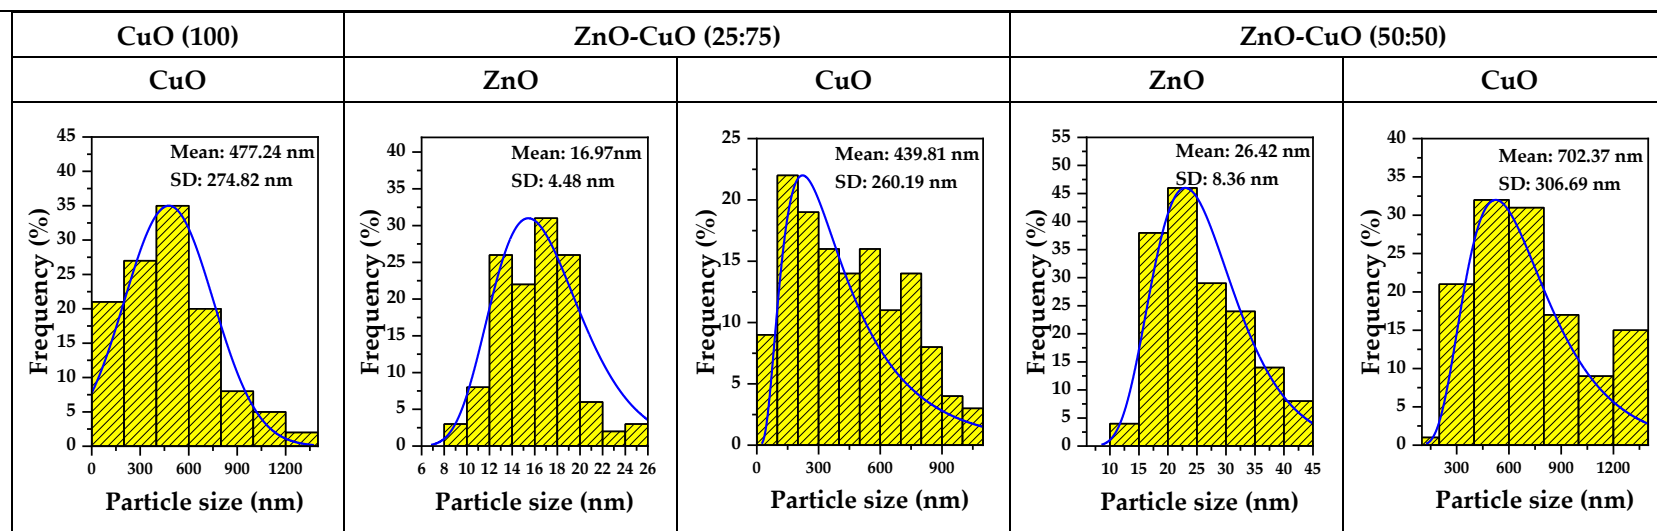 CuO (100)
ZnO-CuO (25:75)
ZnO-CuO (50:50)
CuO
ZnO
CuO
ZnO
CuO
Mean: 477.24 nm
SD: 274.82 nm
Frequency (%)
45
40
35
30
25
20
15
10
5
0
0 300 600 900 1200
Particle size (nm)
Mean: 16.97nm
SD: 4.48 nm
Frequency (%)
40
35
30
20
15
10
5
0
6 8 10 12 14 16 18 20 22 24 26
Particle size (nm)
Mean: 439.81 nm
SD: 260.19 nm
Frequency (%)
25
20
15
10
5
0
0 300 600 900
Particle size (nm)
Mean: 26.42 nm
SD: 8.36 nm
Frequency (%)
55
50
45
40
35
30
25
20
15
10
5
0
10 15 20 25 30 35 40 45
Particle size (nm)
Mean: 702.37 nm
SD: 306.69 nm
Frequency (%)
40
35
30
25
20
15
10
5
0
300 600 900 1200
Particle size (nm)